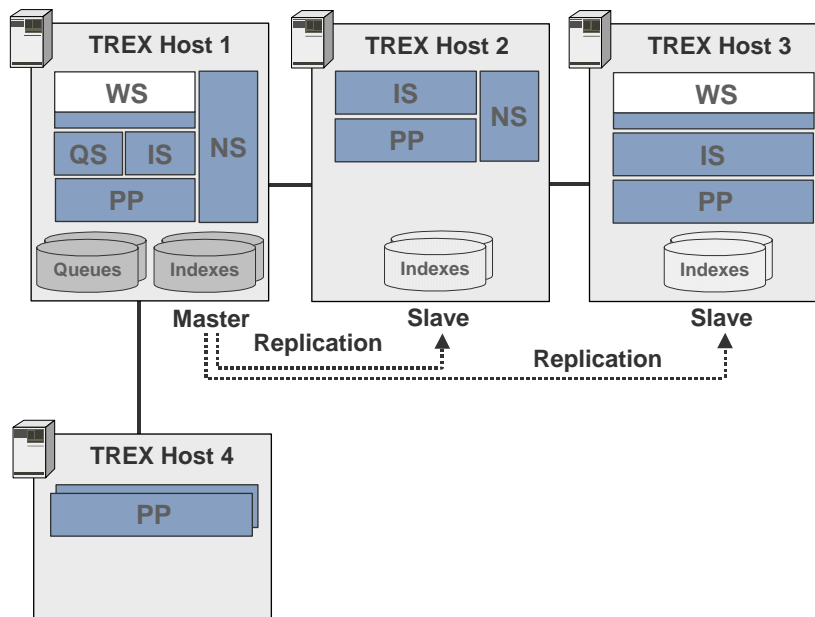 TREX Host 1
WS
NS
QS
IS
PP
Queues
Indexes
TREX Host 2
IS
NS
PP
Indexes
TREX Host 3
WS
IS
PP
Indexes
Master
Slave
Slave
Replication
Replication
TREX Host 4
PP